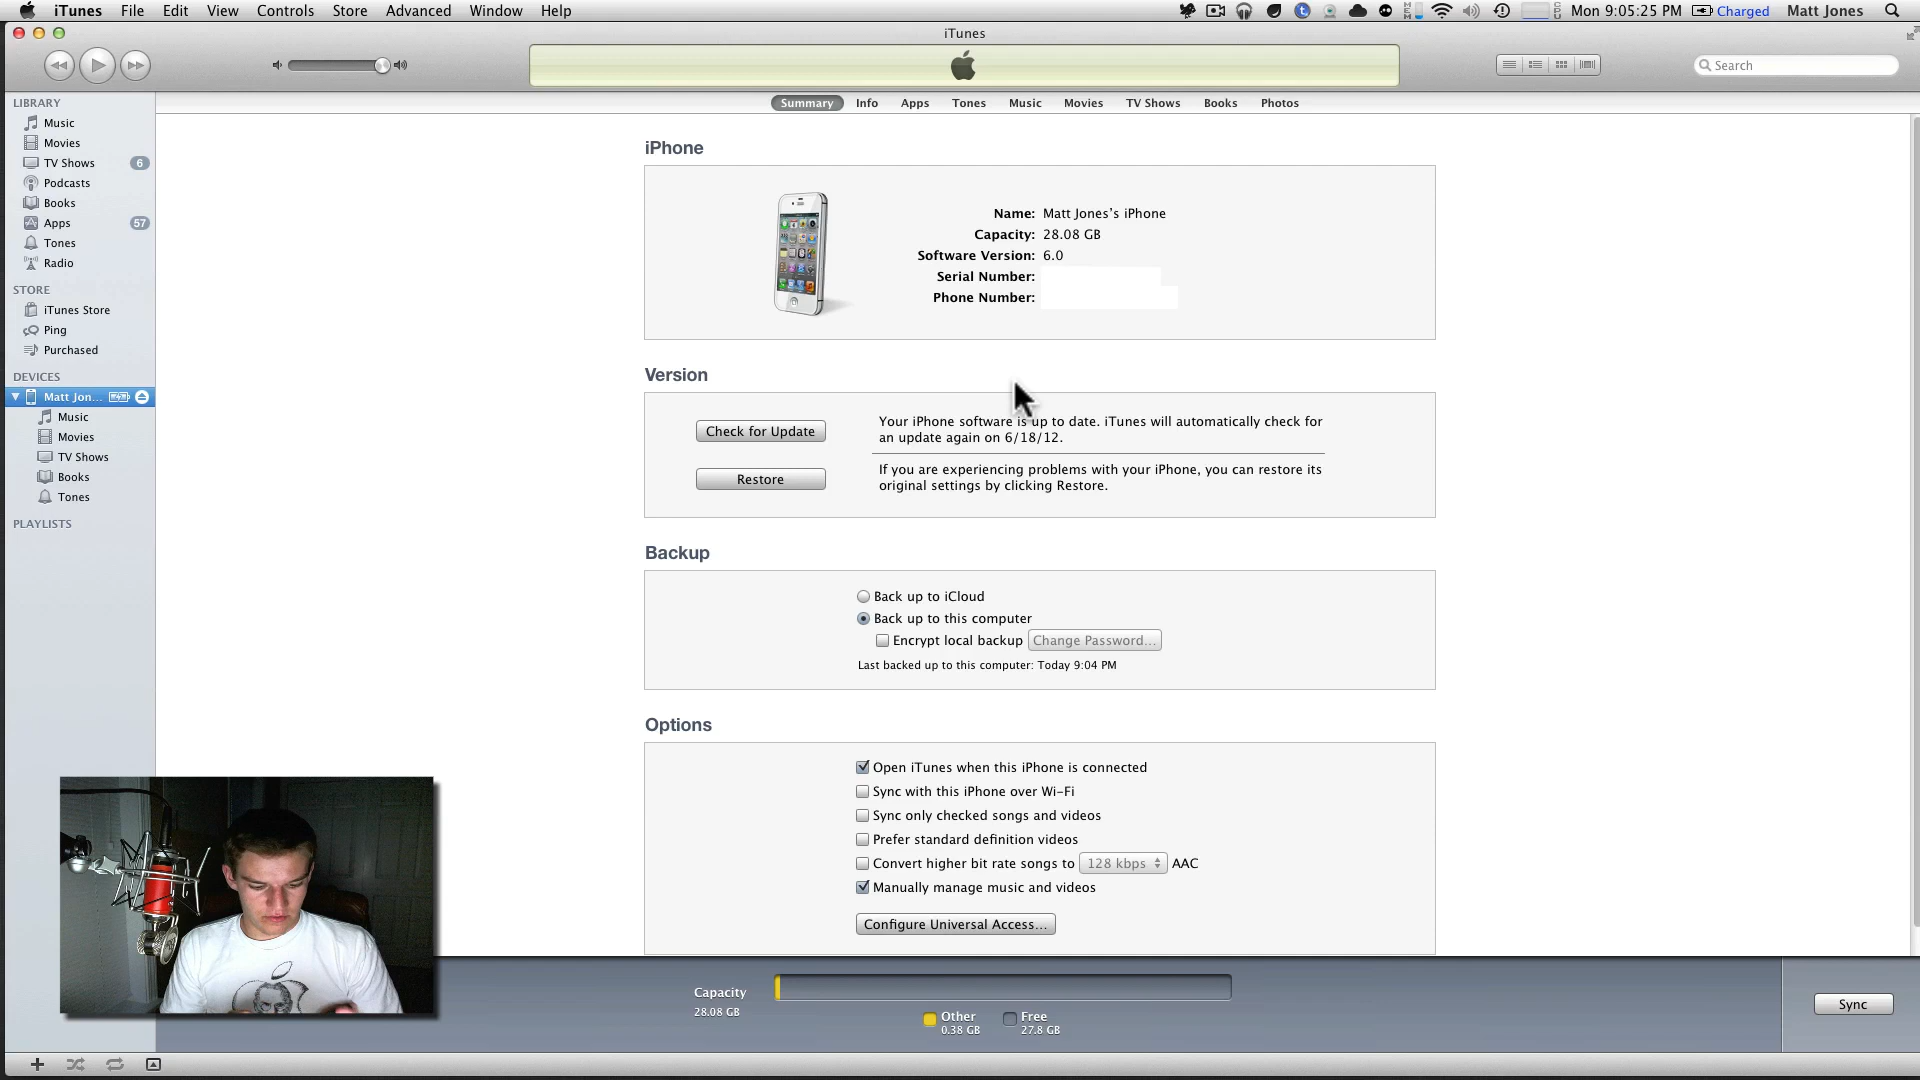 iTunes File Edit View Controls Store Advanced Window Help
Mon 9:05:25 PM Charged Matt Jones
iTunes
Search
LIBRARY
Music
Movies
TV Shows 6
Podcasts
Books
Apps 57
Tones
Radio
STORE
iTunes Store
Ping
Purchased
DEVICES
Matt Jon...
Music
Movies
TV Shows
Books
Tones
PLAYLISTS
Summary Info Apps Tones Music Movies TV Shows Books Photos
iPhone
Name: Matt Jones's iPhone
Capacity: 28.08 GB
Software Version: 6.0
Serial Number:
Phone Number:
Version
Check for Update
Your iPhone software is up to date. iTunes will automatically check for
an update again on 6/18/12.
Restore
If you are experiencing problems with your iPhone, you can restore its
original settings by clicking Restore.
Backup
Back up to iCloud
Back up to this computer
Encrypt local backup Change Password...
Last backed up to this computer: Today 9:04 PM
Options
Open iTunes when this iPhone is connected
Sync with this iPhone over Wi-Fi
Sync only checked songs and videos
Prefer standard definition videos
Convert higher bit rate songs to 128 kbps AAC
Manually manage music and videos
Configure Universal Access...
Capacity
28.08 GB
Other
0.38 GB
Free
27.8 GB
Sync